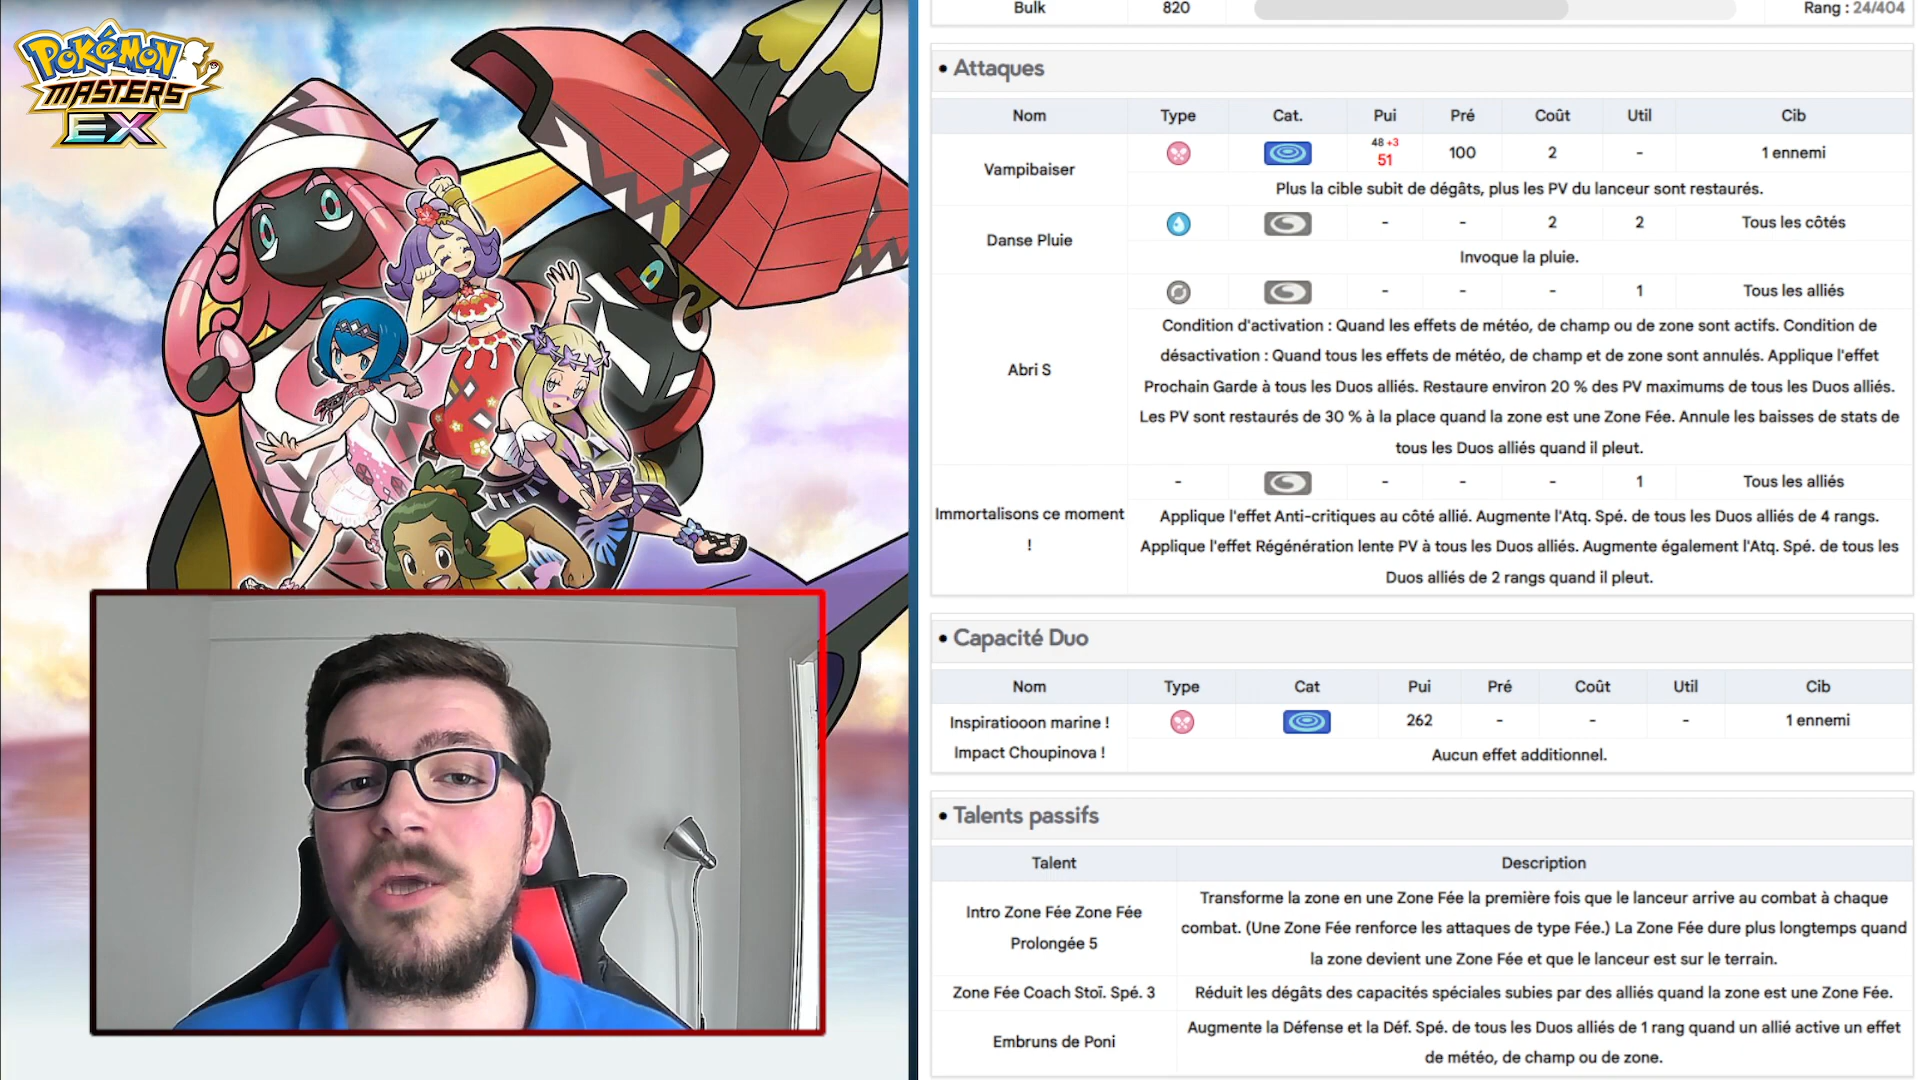 POKéMON
MASTERS
EX
Bulk 820 Rang : 24/404
• Attaques
Nom Type Cat. Pui Pré Coût Util Cib
Vampibaiser 48 +3 51 100 2 - 1 ennemi
Plus la cible subit de dégâts, plus les PV du lanceur sont restaurés.
Danse Pluie - - 2 2 Tous les côtés
Invoque la pluie.
Abri S - - - 1 Tous les alliés
Condition d'activation : Quand les effets de météo, de champ ou de zone sont actifs. Condition de
désactivation : Quand tous les effets de météo, de champ et de zone sont annulés. Applique l'effet
Prochain Garde à tous les Duos alliés. Restaure environ 20 % des PV maximums de tous les Duos alliés.
Les PV sont restaurés de 30 % à la place quand la zone est une Zone Fée. Annule les baisses de stats de
tous les Duos alliés quand il pleut.
Immortalisons ce moment
!
- - - - 1 Tous les alliés
Applique l'effet Anti-critiques au côté allié. Augmente l'Atq. Spé. de tous les Duos alliés de 4 rangs.
Applique l'effet Régénération lente PV à tous les Duos alliés. Augmente également l'Atq. Spé. de tous les
Duos alliés de 2 rangs quand il pleut.
• Capacité Duo
Nom Type Cat Pui Pré Coût Util Cib
Inspiratiooon marine !
Impact Choupinova !
262 - - - 1 ennemi
Aucun effet additionnel.
• Talents passifs
Talent Description
Intro Zone Fée Zone Fée
Prolongée 5
Transforme la zone en une Zone Fée la première fois que le lanceur arrive au combat à chaque
combat. (Une Zone Fée renforce les attaques de type Fée.) La Zone Fée dure plus longtemps quand
la zone devient une Zone Fée et que le lanceur est sur le terrain.
Zone Fée Coach Stoï. Spé. 3 Réduit les dégâts des capacités spéciales subies par des alliés quand la zone est une Zone Fée.
Embruns de Poni
Augmente la Défense et la Déf. Spé. de tous les Duos alliés de 1 rang quand un allié active un effet
de météo, de champ ou de zone.